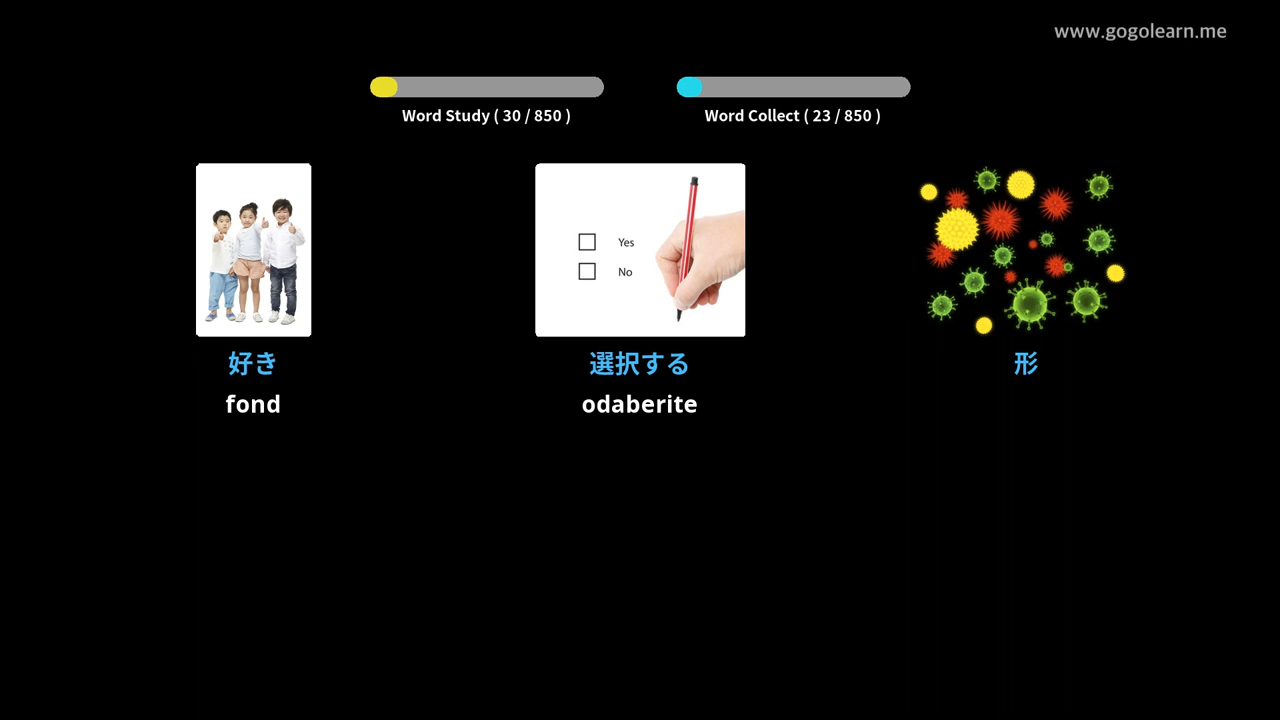 www.gogolearn.me
Word Study ( 30 / 850 )
Word Collect ( 23 / 850 )
Yes
No
好き
選択する
形
fond
odaberite